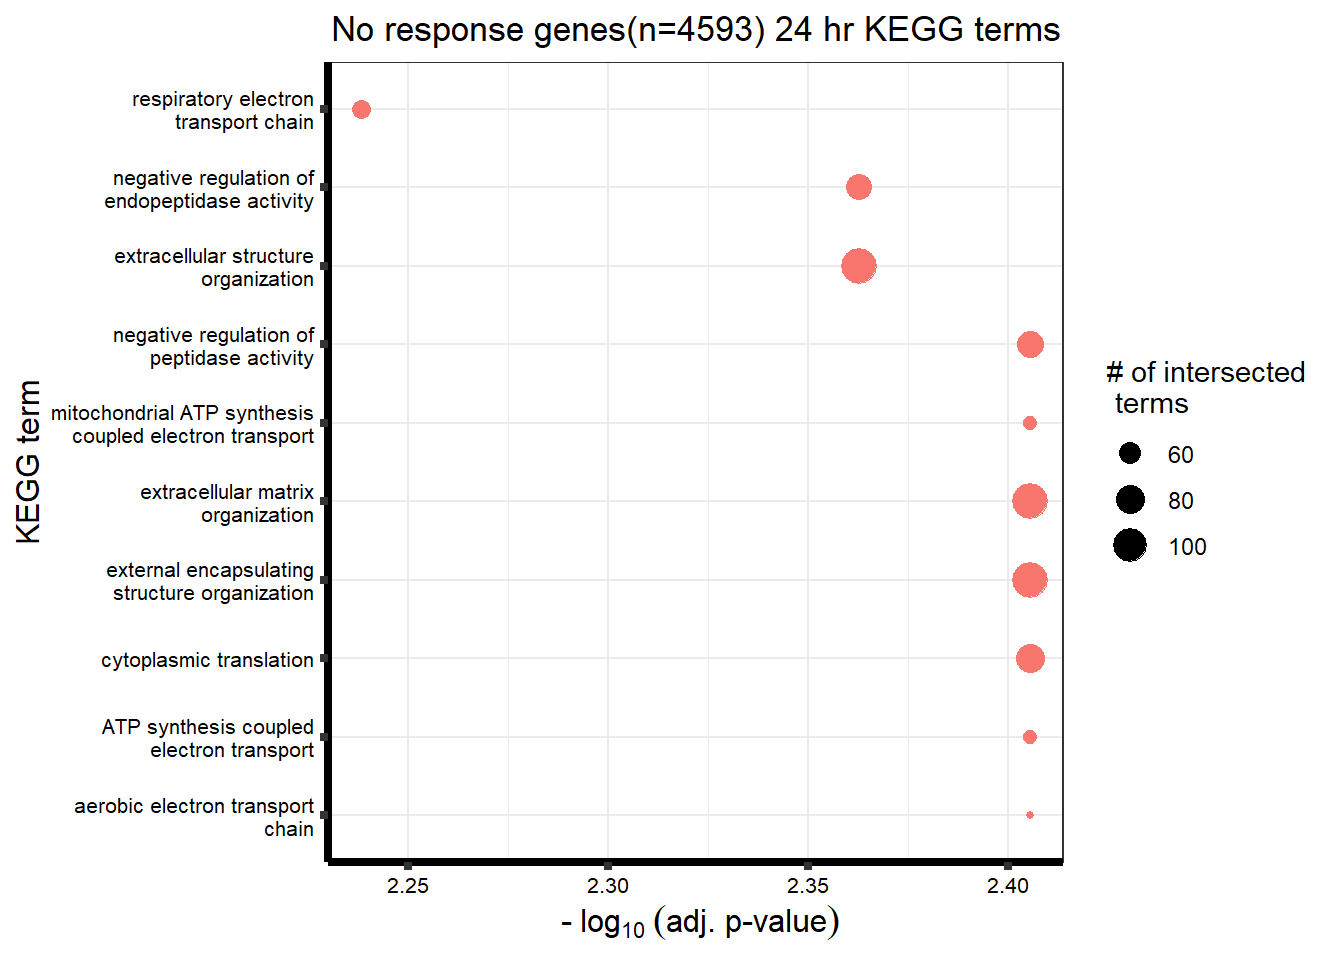 No response genes(n=4593) 24 hr KEGG terms
KEGG term
respiratory electron
transport chain
negative regulation of
endopeptidase activity
extracellular structure
organization
negative regulation of
peptidase activity
mitochondrial ATP synthesis
coupled electron transport
extracellular matrix
organization
external encapsulating
structure organization
cytoplasmic translation
ATP synthesis coupled
electron transport
aerobic electron transport
chain
2.25 2.30 2.35 2.40
- log10 (adj. p-value)
# of intersected
terms
60
80
100